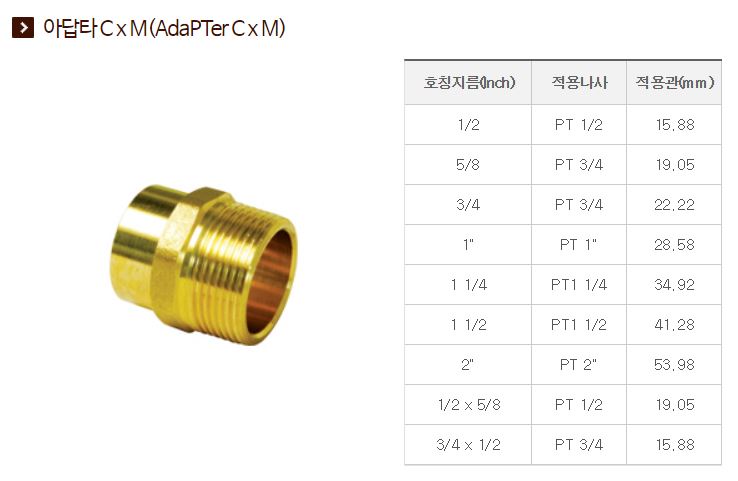 아답타 C x M (AdaPTer C x M)
호칭지름(Inch) 적용나사 적용관(mm)
1/2 PT 1/2 15.88
5/8 PT 3/4 19.05
3/4 PT 3/4 22.22
1" PT 1" 28.58
1 1/4 PT1 1/4 34.92
1 1/2 PT1 1/2 41.28
2" PT 2" 53.98
1/2 x 5/8 PT 1/2 19.05
3/4 x 1/2 PT 3/4 15.88